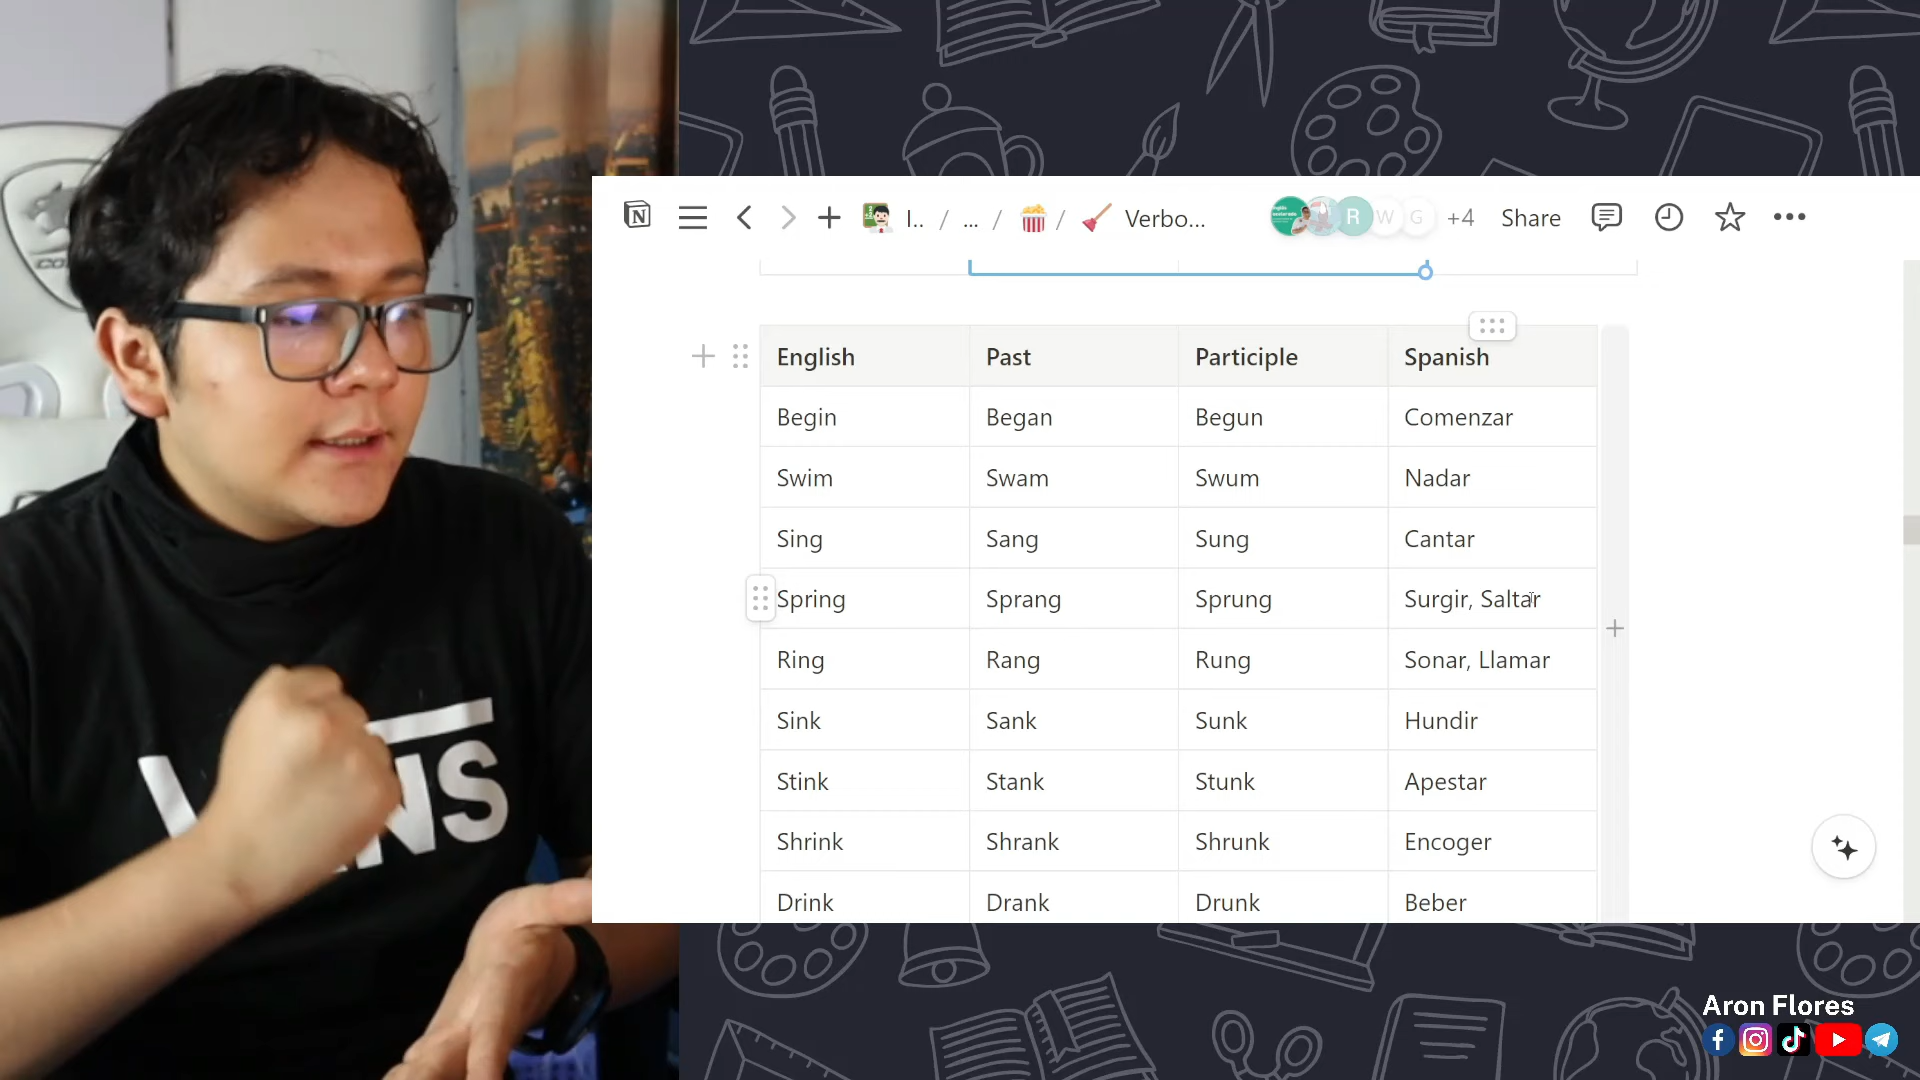 I.. / ... / / Verbo... R W G +4 Share
English Past Participle Spanish
Begin Began Begun Comenzar
Swim Swam Swum Nadar
Sing Sang Sung Cantar
Spring Sprang Sprung Surgir, Saltar
Ring Rang Rung Sonar, Llamar
Sink Sank Sunk Hundir
Stink Stank Stunk Apestar
Shrink Shrank Shrunk Encoger
Drink Drank Drunk Beber
VANS
Aron Flores